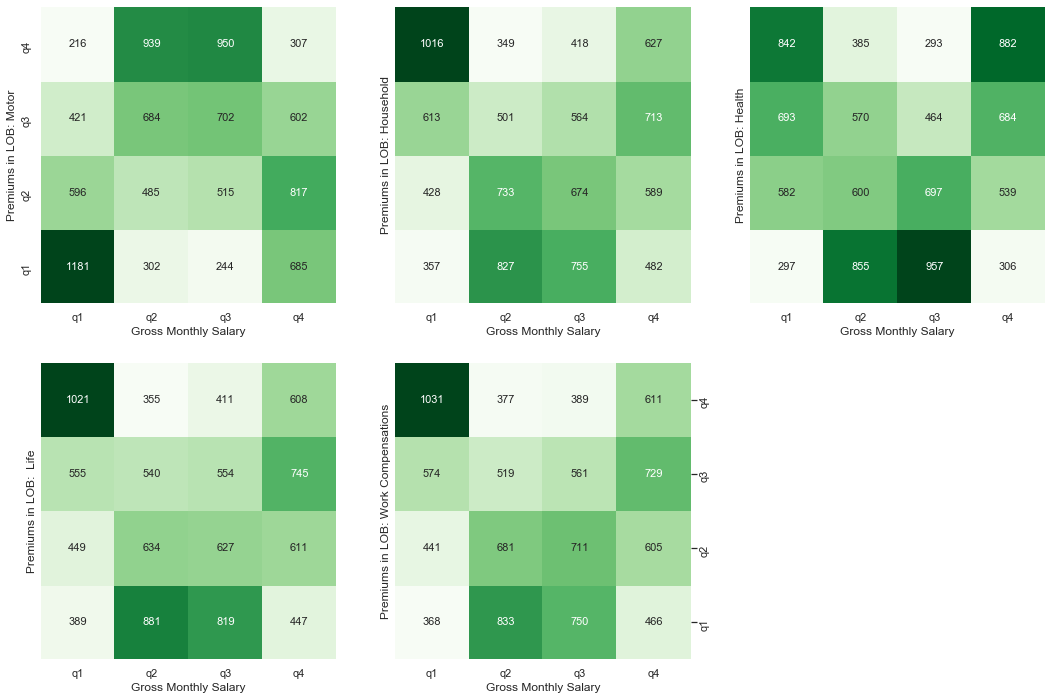 Premiums in LOB: Motor
q4 216 939 950 307
q3 421 684 702 602
q2 596 485 515 817
q1 1181 302 244 685
q1 q2 q3 q4
Gross Monthly Salary
Premiums in LOB: Household
1016 349 418 627
613 501 564 713
428 733 674 589
357 827 755 482
q1 q2 q3 q4
Gross Monthly Salary
Premiums in LOB: Health
842 385 293 882
693 570 464 684
582 600 697 539
297 855 957 306
q1 q2 q3 q4
Gross Monthly Salary
Premiums in LOB: Life
1021 355 411 608
555 540 554 745
449 634 627 611
389 881 819 447
q1 q2 q3 q4
Gross Monthly Salary
Premiums in LOB: Work Compensations
1031 377 389 611 q4
574 519 561 729 q3
441 681 711 605 q2
368 833 750 466 q1
q1 q2 q3 q4
Gross Monthly Salary